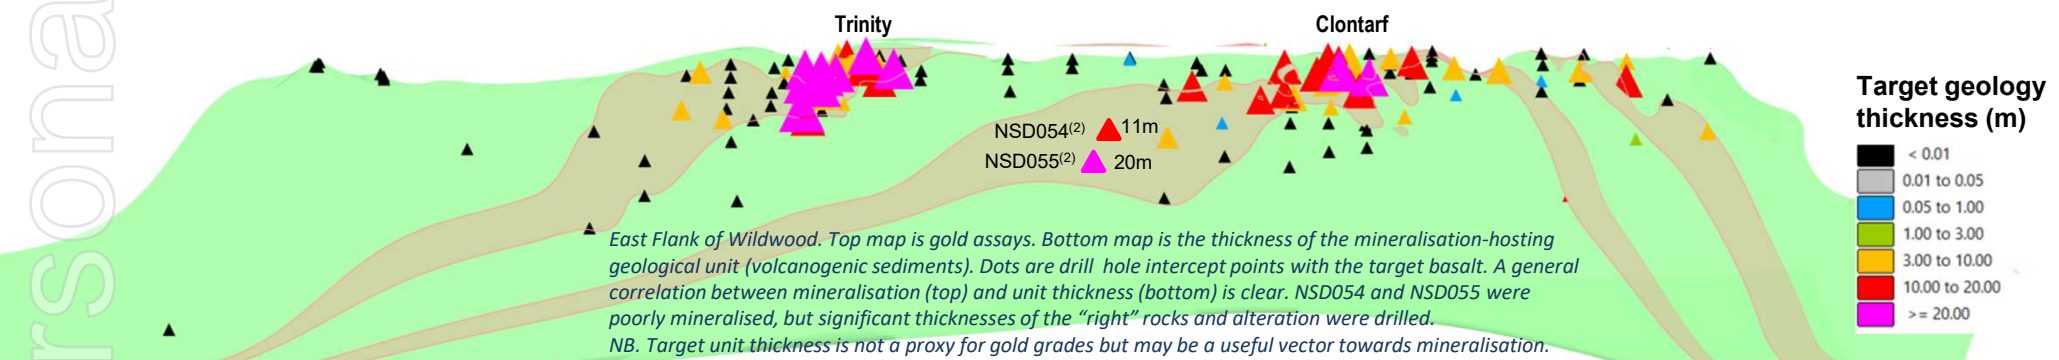 Trinity
Clontarf
NSD054(2) 11m
NSD055(2) 20m
Target geology
thickness (m)
< 0.01
0.01 to 0.05
0.05 to 1.00
1.00 to 3.00
3.00 to 10.00
10.00 to 20.00
>= 20.00
East Flank of Wildwood. Top map is gold assays. Bottom map is the thickness of the mineralisation-hosting
geological unit (volcanogenic sediments). Dots are drill hole intercept points with the target basalt. A general
correlation between mineralisation (top) and unit thickness (bottom) is clear. NSD054 and NSD055 were
poorly mineralised, but significant thicknesses of the “right” rocks and alteration were drilled.
NB. Target unit thickness is not a proxy for gold grades but may be a useful vector towards mineralisation.
rsona